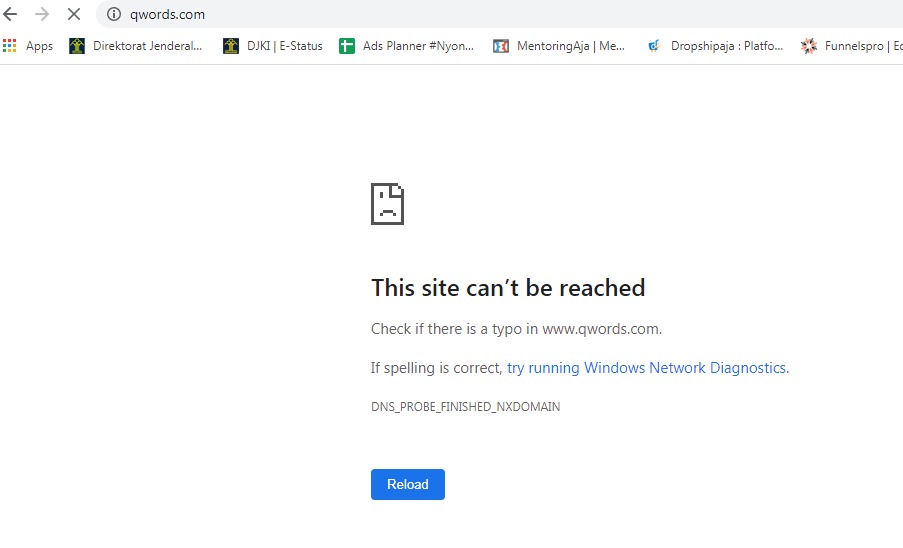 qwords.com
Apps Direktorat Jenderal... DJKI | E-Status Ads Planner #Nyon... MentoringAja | Me... Dropshipaja : Platfo... Funnelspro | Ec
This site can't be reached
Check if there is a typo in www.qwords.com.
If spelling is correct, try running Windows Network Diagnostics.
DNS_PROBE_FINISHED_NXDOMAIN
Reload